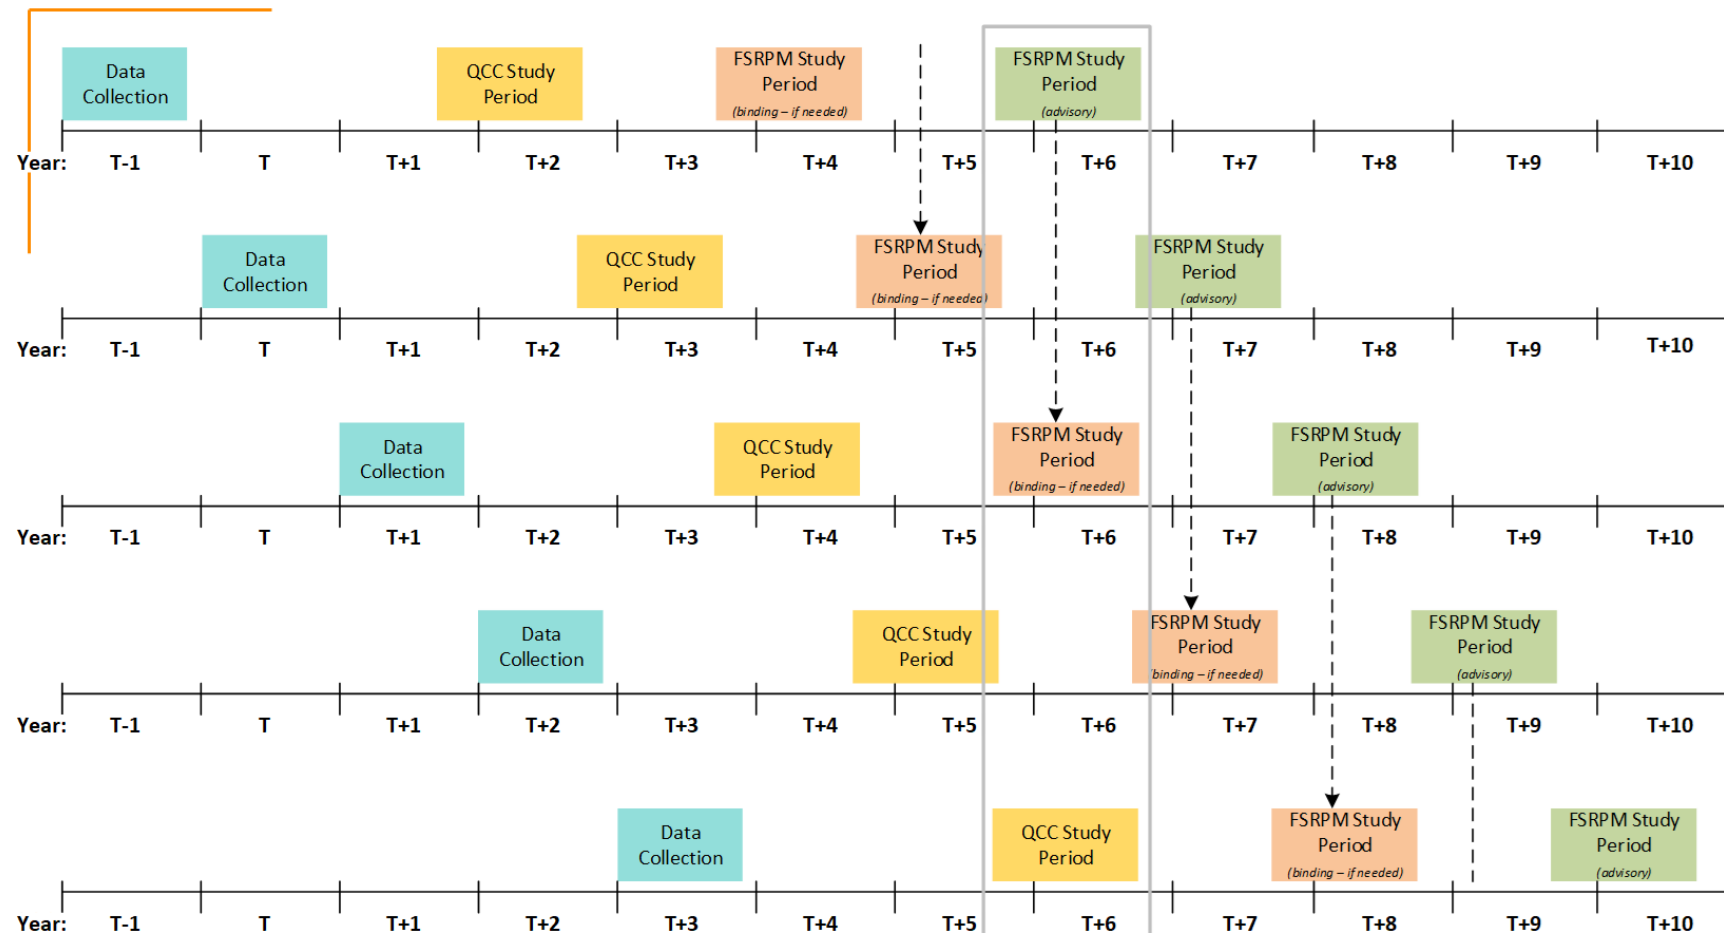 Data
Collection
QCC Study
Period
FSRPM Study
Period
(binding – if needed)
FSRPM Study
Period
(advisory)
Year: T-1 T T+1 T+2 T+3 T+4 T+5 T+6 T+7 T+8 T+9 T+10
Data
Collection
QCC Study
Period
FSRPM Study
Period
(binding – if needed)
FSRPM Study
Period
(advisory)
Year: T-1 T T+1 T+2 T+3 T+4 T+5 T+6 T+7 T+8 T+9 T+10
Data
Collection
QCC Study
Period
FSRPM Study
Period
(binding – if needed)
FSRPM Study
Period
(advisory)
Year: T-1 T T+1 T+2 T+3 T+4 T+5 T+6 T+7 T+8 T+9 T+10
Data
Collection
QCC Study
Period
FSRPM Study
Period
(binding – if needed)
FSRPM Study
Period
(advisory)
Year: T-1 T T+1 T+2 T+3 T+4 T+5 T+6 T+7 T+8 T+9 T+10
Data
Collection
QCC Study
Period
FSRPM Study
Period
(binding – if needed)
FSRPM Study
Period
(advisory)
Year: T-1 T T+1 T+2 T+3 T+4 T+5 T+6 T+7 T+8 T+9 T+10